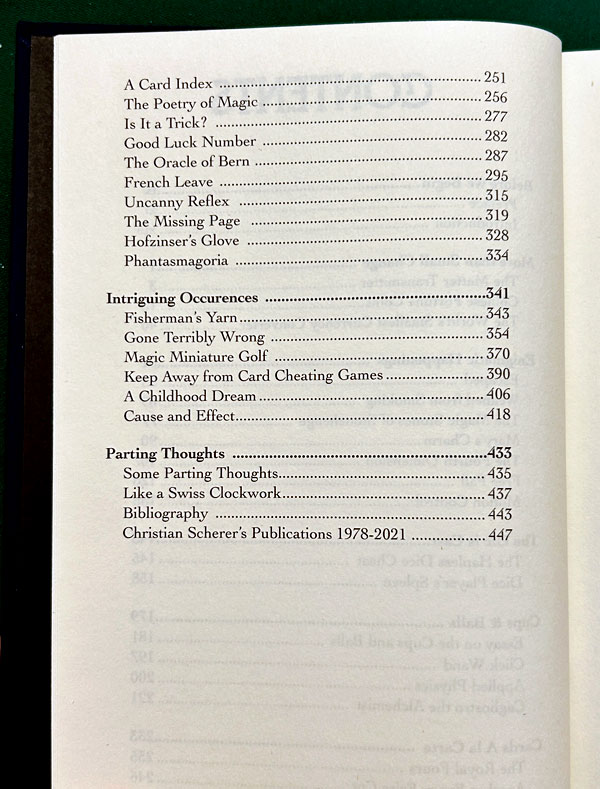 A Card Index ........ 251
The Poetry of Magic ........ 256
Is It a Trick? ........ 277
Good Luck Number ........ 282
The Oracle of Bern ........ 287
French Leave ........ 295
Uncanny Reflex ........ 315
The Missing Page ........ 319
Hofzinser's Glove ........ 328
Phantasmagoria ........ 334
Intriguing Occurences ........ 341
Fisherman's Yarn ........ 343
Gone Terribly Wrong ........ 354
Magic Miniature Golf ........ 370
Keep Away from Card Cheating Games ........ 390
A Childhood Dream ........ 406
Cause and Effect ........ 418
Parting Thoughts ........ 433
Some Parting Thoughts ........ 435
Like a Swiss Clockwork ........ 437
Bibliography ........ 443
Christian Scherer's Publications 1978-2021 ........ 447